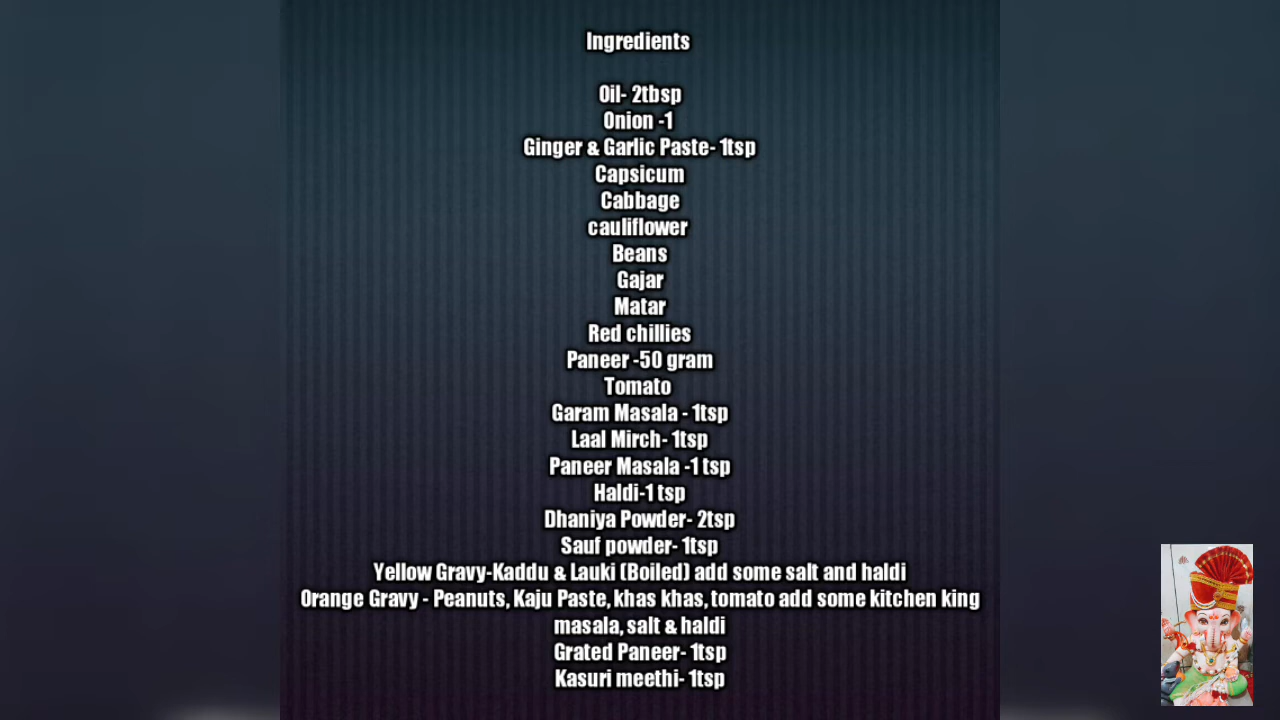 Ingredients
Oil- 2tbsp
Onion -1
Ginger & Garlic Paste- 1tsp
Capsicum
Cabbage
cauliflower
Beans
Gajar
Matar
Red chillies
Paneer -50 gram
Tomato
Garam Masala - 1tsp
Laal Mirch- 1tsp
Paneer Masala -1 tsp
Haldi-1 tsp
Dhaniya Powder- 2tsp
Sauf powder- 1tsp
Yellow Gravy-Kaddu & Lauki (Boiled) add some salt and haldi
Orange Gravy - Peanuts, Kaju Paste, khas khas, tomato add some kitchen king
masala, salt & haldi
Grated Paneer- 1tsp
Kasuri meethi- 1tsp